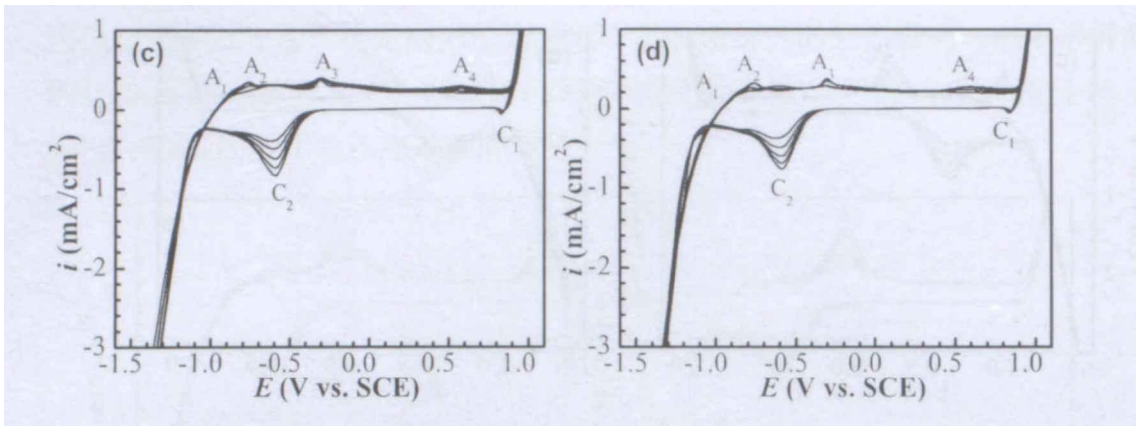 (c)
A₁ A₂ A₃ A₄
C₁
C₂
1
0
-1
-2
-3
-1.5 -1.0 -0.5 0.0 0.5 1.0
i (mA/cm²)
E (V vs. SCE)
(d)
A₁ A₂ A₃ A₄
C₁
C₂
1
0
-1
-2
-3
-1.5 -1.0 -0.5 0.0 0.5 1.0
i (mA/cm²)
E (V vs. SCE)